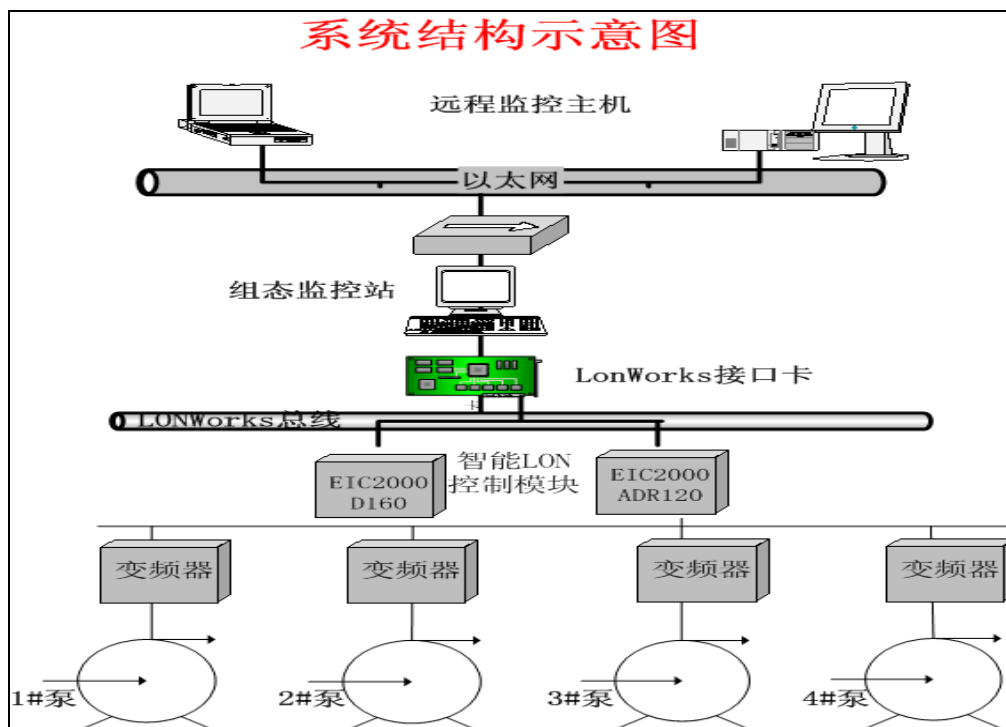 系统结构示意图
远程监控主机
以太网
组态监控站
LonWorks接口卡
卡
LONWorks总线
智能LON
控制模块
EIC2000
D160
EIC2000
ADR120
变频器
变频器
变频器
变频器
1#泵
2#泵
3#泵
4#泵